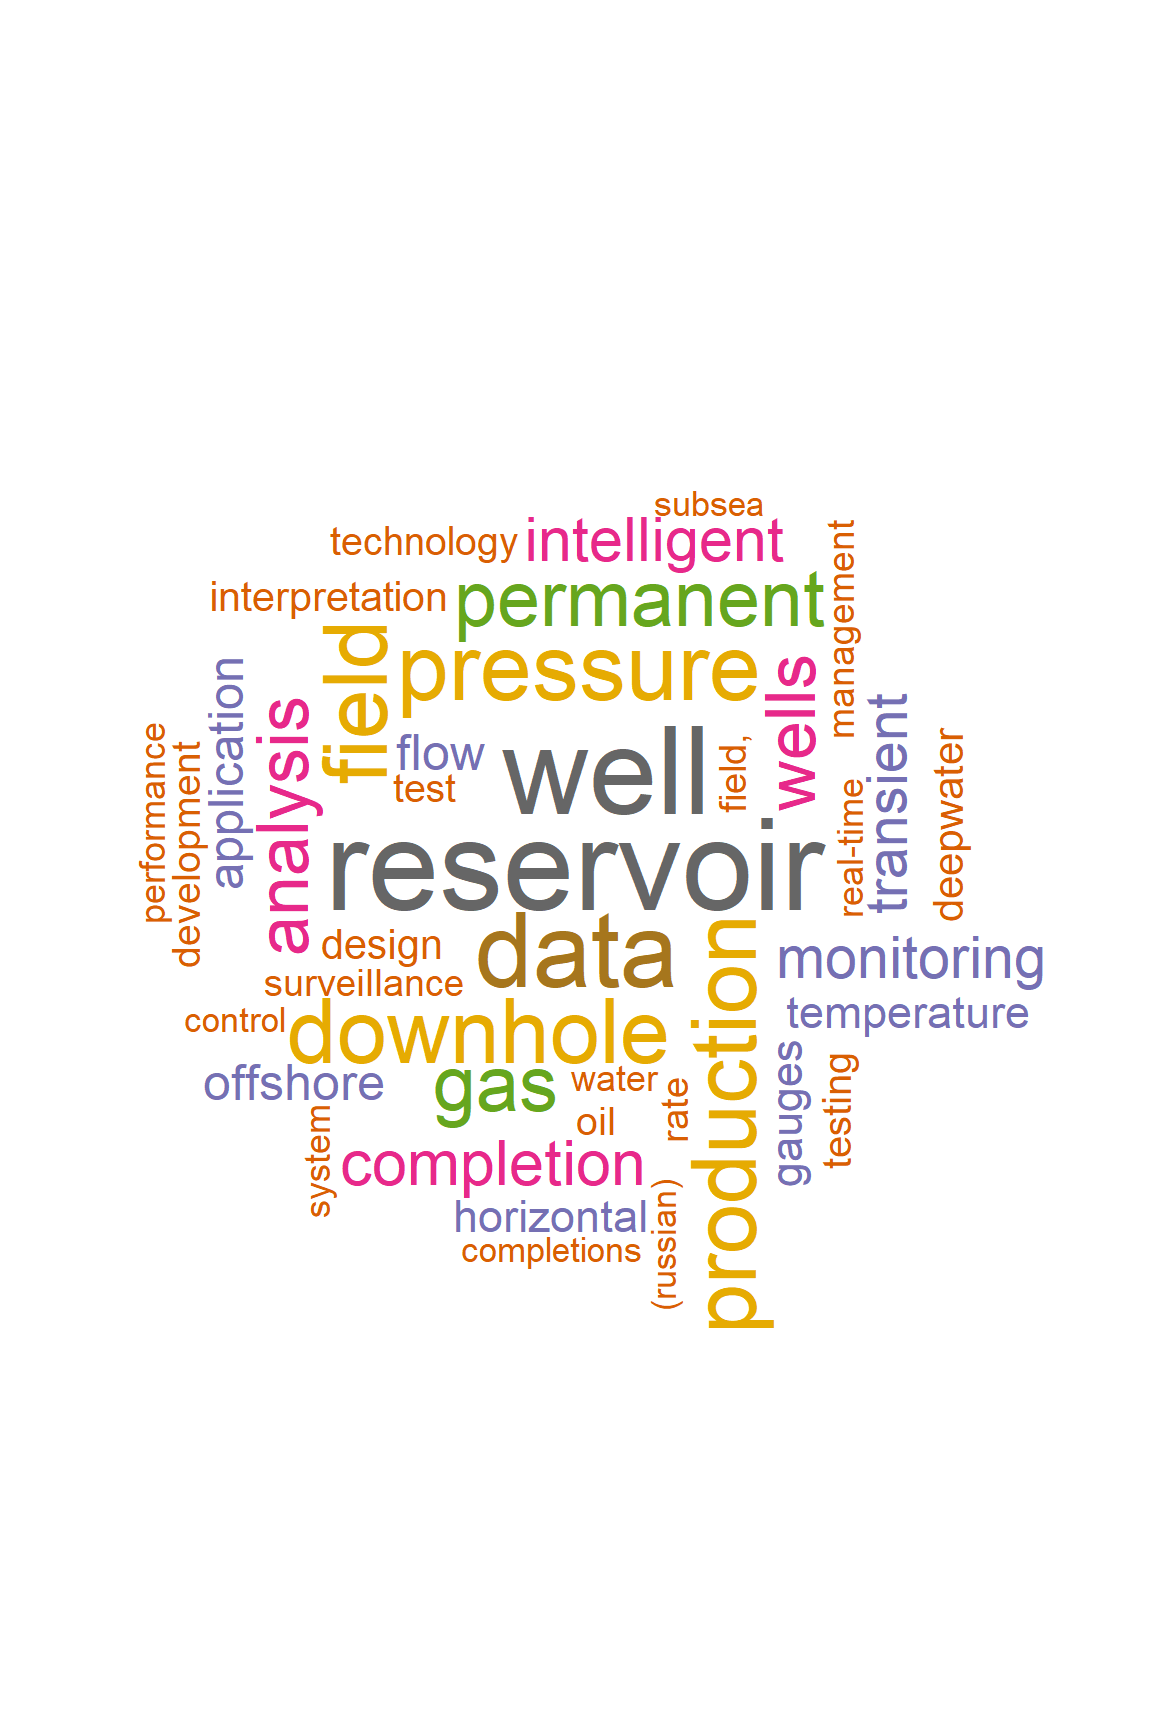 subsea
technology
intelligent
interpretation
permanent
management
field
pressure
wells
application
analysis
transient
performance
development
flow
test
well
field,
real-time
deepwater
reservoir
design
data
surveillance
production
monitoring
temperature
control
downhole
offshore
gas
water
oil
rate
gauges
testing
system
completion
horizontal
completions
(russian)